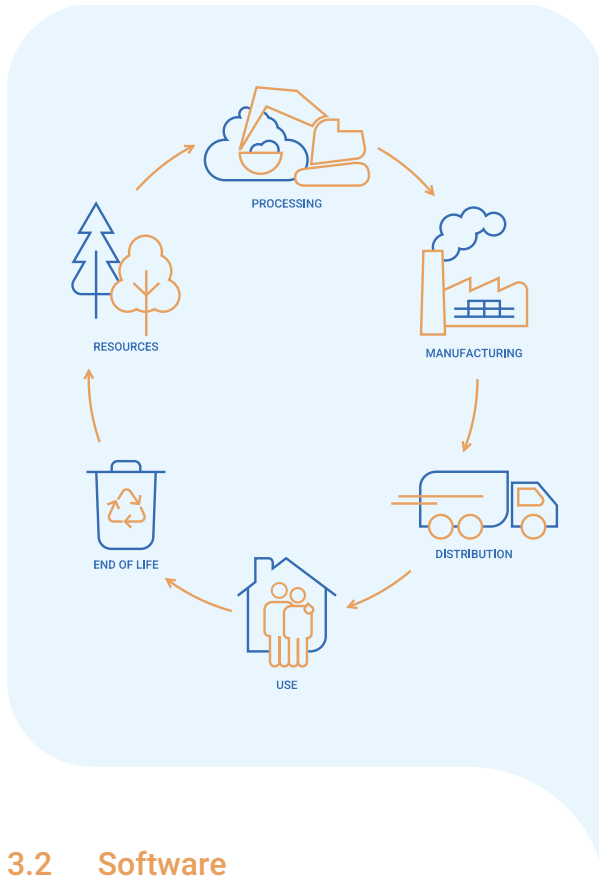 PROCESSING
RESOURCES
MANUFACTURING
END OF LIFE
DISTRIBUTION
USE
3.2 Software